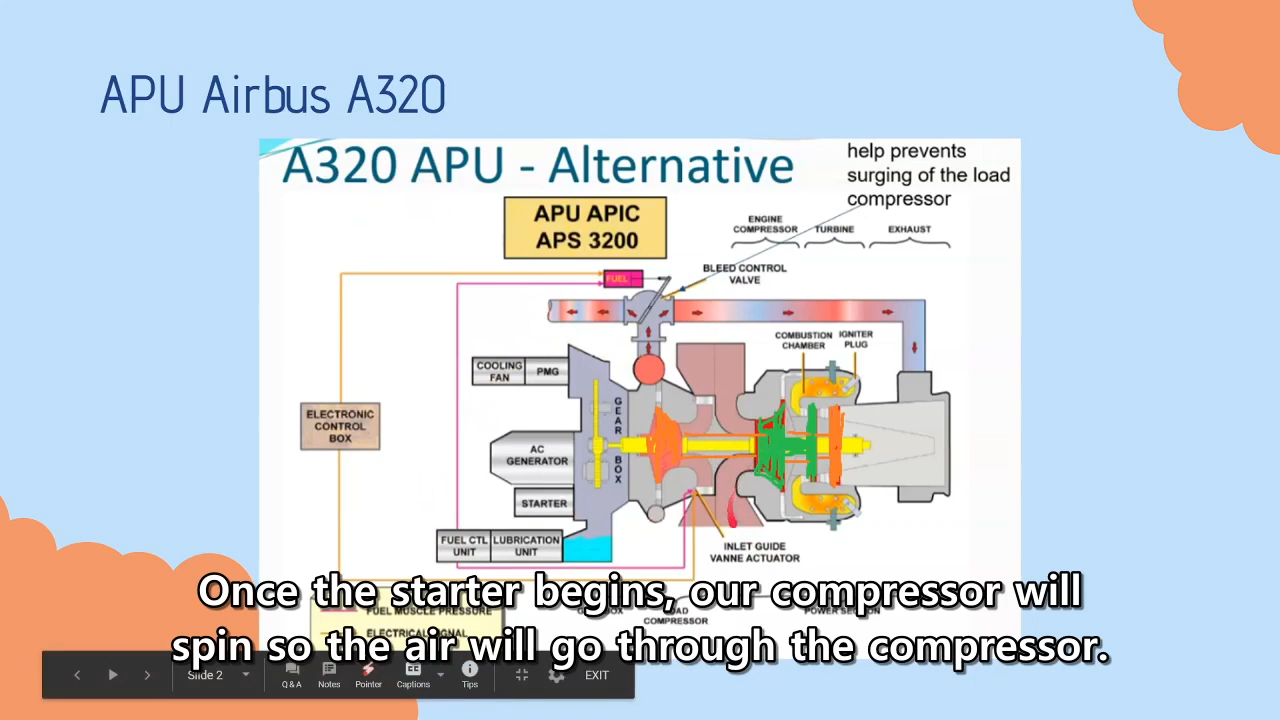 APU Airbus A320
A320 APU - Alternative
help prevents
surging of the load
compressor
APU APIC
APS 3200
ENGINE
COMPRESSOR
TURBINE
EXHAUST
FUEL
BLEED CONTROL
VALVE
COMBUSTION
CHAMBER
IGNITER
PLUG
COOLING
FAN
PMG
GEAR
BOX
ELECTRONIC
CONTROL
BOX
AC
GENERATOR
STARTER
FUEL CTL
UNIT
LUBRICATION
UNIT
INLET GUIDE
VANNE ACTUATOR
FUEL MUSCLE PRESSURE
ELECTRICAL SIGNAL
COMPRESSOR
POWER SECTION
Once the starter begins, our compressor will
spin so the air will go through the compressor.
Slide 2
Q & A
Notes
Pointer
CC
Captions
Tips
EXIT